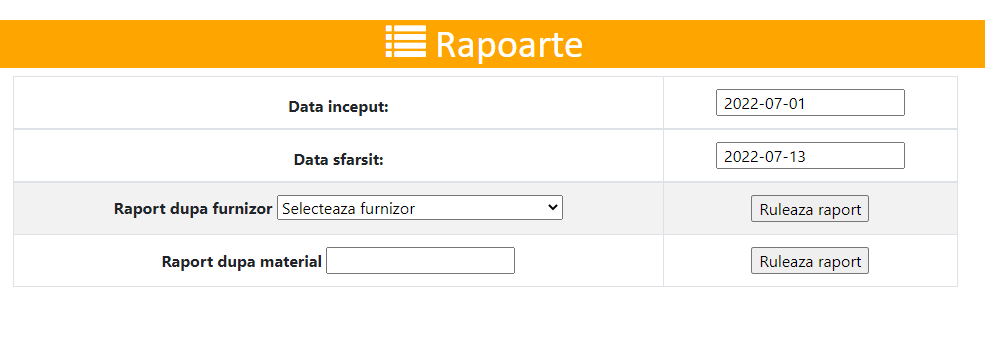 Rapoarte
Data inceput: 2022-07-01
Data sfarsit: 2022-07-13
Raport dupa furnizor Selecteaza furnizor Ruleaza raport
Raport dupa material Ruleaza raport